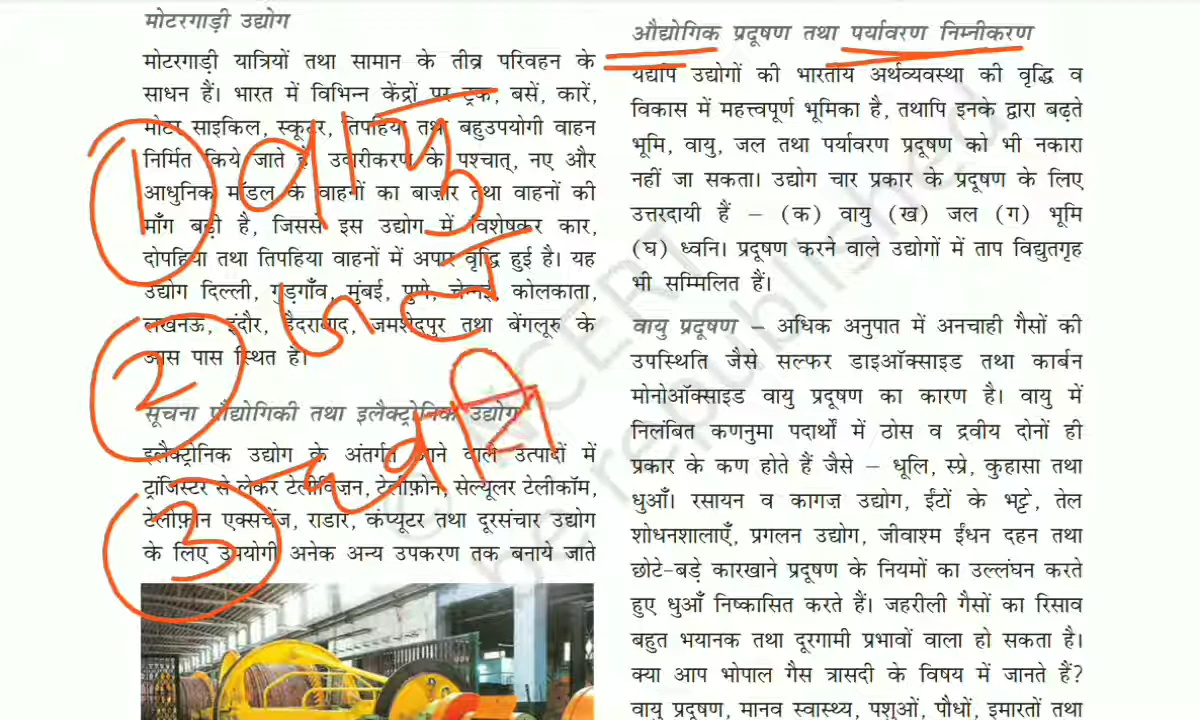 मोटरगाड़ी उद्योग
मोटरगाड़ी यात्रियों तथा सामान के तीव्र परिवहन के
साधन हैं। भारत में विभिन्न केंद्रों पर ट्रक, बसें, कारें,
मोटर साइकिल, स्कूटर, तिपहिया तथा बहुउपयोगी वाहन
निर्मित किये जाते हैं। उदारीकरण के पश्चात्, नए और
आधुनिक मॉडल के वाहनों का बाजार तथा वाहनों की
माँग बढ़ी है, जिससे इस उद्योग में विशेषकर कार,
दोपहिया तथा तिपहिया वाहनों में अपार वृद्धि हुई है। यह
उद्योग दिल्ली, गुड़गाँव, मुंबई, पुणे, चेन्नई, कोलकाता,
लखनऊ, इंदौर, हैदराबाद, जमशेदपुर तथा बेंगलूरु के
आस पास स्थित है।
सूचना प्रौद्योगिकी तथा इलैक्ट्रोनिक उद्योग
इलैक्ट्रोनिक उद्योग के अंतर्गत आने वाले उत्पादों में
ट्रांजिस्टर से लेकर टेलीविज़न, टेलीफ़ोन, सेल्यूलर टेलीकॉम,
टेलीफ़ोन एक्सचेंज, राडार, कंप्यूटर तथा दूरसंचार उद्योग
के लिए उपयोगी अनेक अन्य उपकरण तक बनाये जाते
1 वायु
2 जल
3 ध्वनि
औद्योगिक प्रदूषण तथा पर्यावरण निम्नीकरण
यद्यपि उद्योगों की भारतीय अर्थव्यवस्था की वृद्धि व
विकास में महत्त्वपूर्ण भूमिका है, तथापि इनके द्वारा बढ़ते
भूमि, वायु, जल तथा पर्यावरण प्रदूषण को भी नकारा
नहीं जा सकता। उद्योग चार प्रकार के प्रदूषण के लिए
उत्तरदायी हैं – (क) वायु (ख) जल (ग) भूमि
(घ) ध्वनि। प्रदूषण करने वाले उद्योगों में ताप विद्युतगृह
भी सम्मिलित हैं।
वायु प्रदूषण – अधिक अनुपात में अनचाही गैसों की
उपस्थिति जैसे सल्फर डाइऑक्साइड तथा कार्बन
मोनोऑक्साइड वायु प्रदूषण का कारण है। वायु में
निलंबित कणनुमा पदार्थों में ठोस व द्रवीय दोनों ही
प्रकार के कण होते हैं जैसे – धूलि, स्प्रे, कुहासा तथा
धुआँ। रसायन व कागज़ उद्योग, ईंटों के भट्टे, तेल
शोधनशालाएँ, प्रगलन उद्योग, जीवाश्म ईंधन दहन तथा
छोटे-बड़े कारखाने प्रदूषण के नियमों का उल्लंघन करते
हुए धुआँ निष्कासित करते हैं। जहरीली गैसों का रिसाव
बहुत भयानक तथा दूरगामी प्रभावों वाला हो सकता है।
क्या आप भोपाल गैस त्रासदी के विषय में जानते हैं?
वायु प्रदूषण, मानव स्वास्थ्य, पशुओं, पौधों, इमारतों तथा
© NCERT
be republished